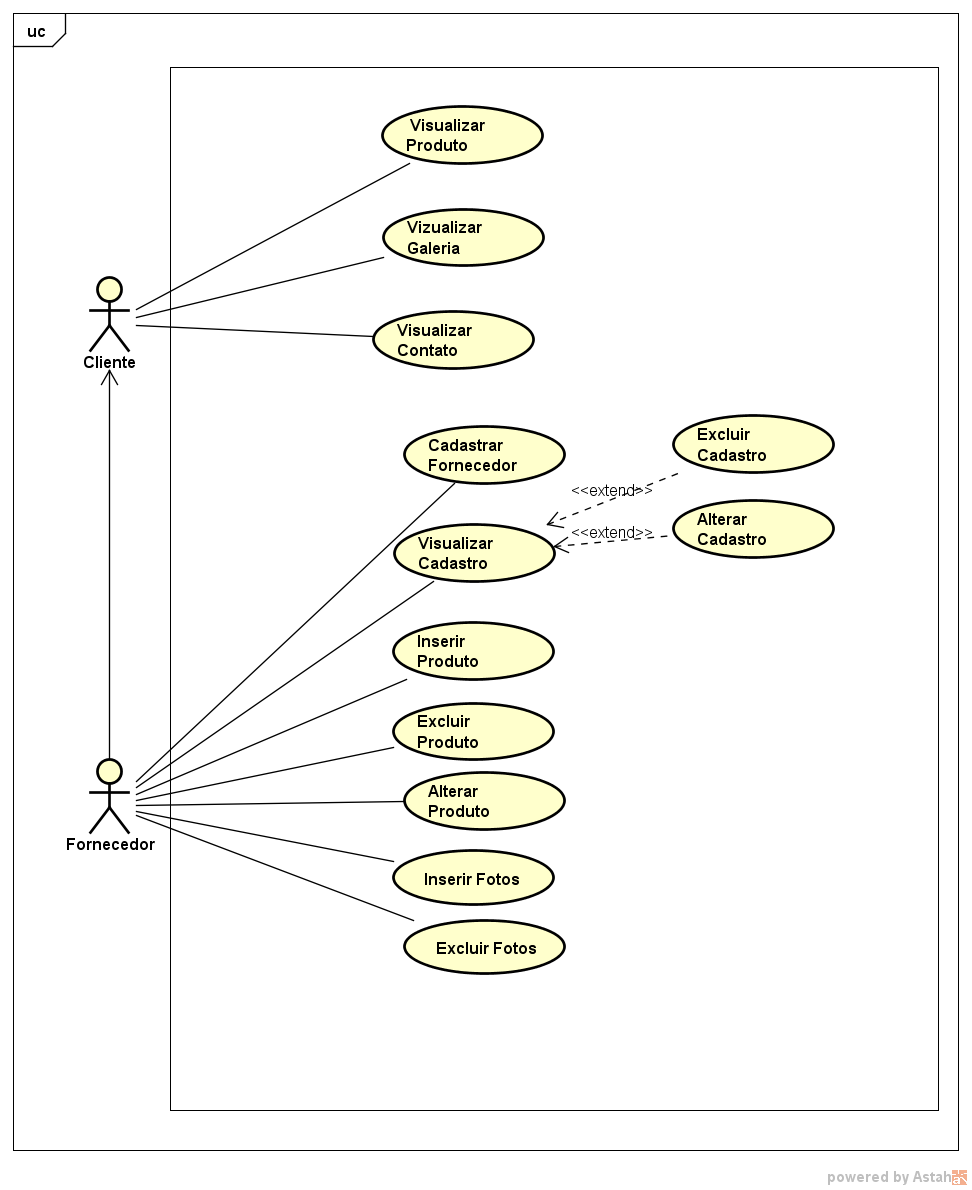 uc
Visualizar
Produto
Vizualizar
Galeria
Visualizar
Contato
Cliente
Cadastrar
Fornecedor
Excluir
Cadastro
<<extend>>
Alterar
Cadastro
<<extend>>
Visualizar
Cadastro
Inserir
Produto
Excluir
Produto
Alterar
Produto
Fornecedor
Inserir Fotos
Excluir Fotos
powered by Astah